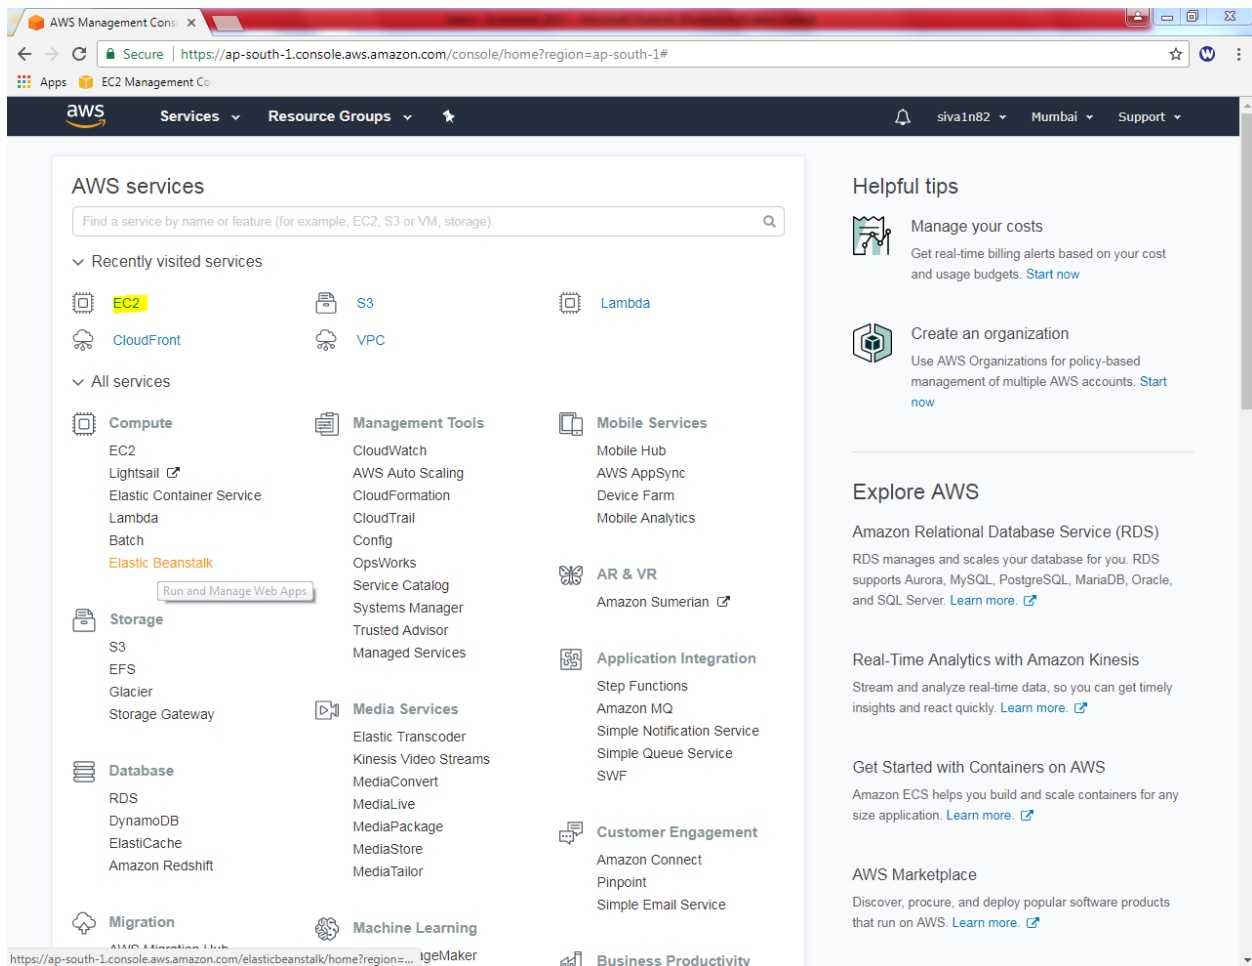 AWS Management Cons
Secure
https://ap-south-1.console.aws.amazon.com/console/home?region=ap-south-1#
Apps
EC2 Management Co
aws
Services
Resource Groups
siva1n82
Mumbai
Support
AWS services
Find a service by name or feature (for example, EC2, S3 or VM, storage).
Recently visited services
EC2
S3
Lambda
CloudFront
VPC
All services
Compute
EC2
Lightsail
Elastic Container Service
Lambda
Batch
Elastic Beanstalk
Run and Manage Web Apps
Storage
S3
EFS
Glacier
Storage Gateway
Database
RDS
DynamoDB
ElastiCache
Amazon Redshift
Migration
AWS Migration Hub
Management Tools
CloudWatch
AWS Auto Scaling
CloudFormation
CloudTrail
Config
OpsWorks
Service Catalog
Systems Manager
Trusted Advisor
Managed Services
Media Services
Elastic Transcoder
Kinesis Video Streams
MediaConvert
MediaLive
MediaPackage
MediaStore
MediaTailor
Machine Learning
ageMaker
Mobile Services
Mobile Hub
AWS AppSync
Device Farm
Mobile Analytics
AR & VR
Amazon Sumerian
Application Integration
Step Functions
Amazon MQ
Simple Notification Service
Simple Queue Service
SWF
Customer Engagement
Amazon Connect
Pinpoint
Simple Email Service
Business Productivity
Helpful tips
Manage your costs
Get real-time billing alerts based on your cost
and usage budgets. Start now
Create an organization
Use AWS Organizations for policy-based
management of multiple AWS accounts. Start
now
Explore AWS
Amazon Relational Database Service (RDS)
RDS manages and scales your database for you. RDS
supports Aurora, MySQL, PostgreSQL, MariaDB, Oracle,
and SQL Server. Learn more.
Real-Time Analytics with Amazon Kinesis
Stream and analyze real-time data, so you can get timely
insights and react quickly. Learn more.
Get Started with Containers on AWS
Amazon ECS helps you build and scale containers for any
size application. Learn more.
AWS Marketplace
Discover, procure, and deploy popular software products
that run on AWS. Learn more.
https://ap-south-1.console.aws.amazon.com/elasticbeanstalk/home?region=...